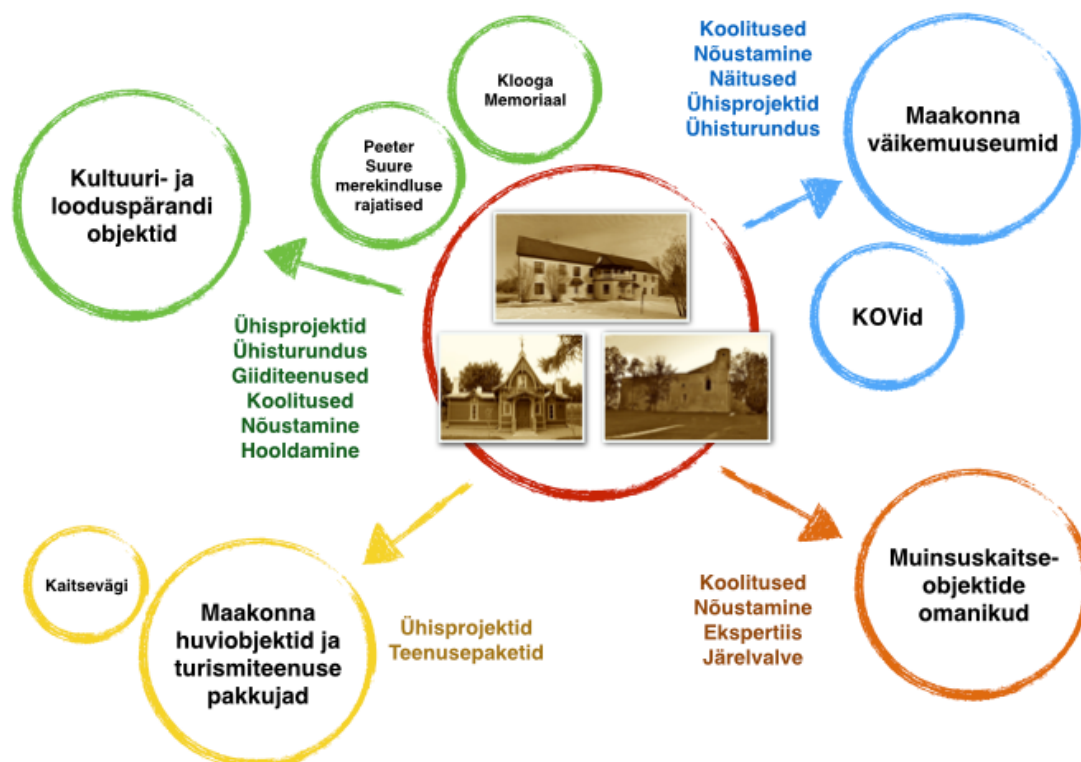 Koolitused
Nõustamine
Näitused
Ühisprojektid
Ühisturundus
Maakonna
väikemuuseumid
KOVid
Klooga
Memoriaal
Peeter
Suure
merekindluse
rajatised
Kultuuri- ja
looduspärandi
objektid
Ühisprojektid
Ühisturundus
Giiditeenused
Koolitused
Nõustamine
Hooldamine
Kaitsevägi
Maakonna
huviobjektid ja
turismiteenuse
pakkujad
Ühisprojektid
Teenusepaketid
Koolitused
Nõustamine
Ekspertiis
Järelvalve
Muinsuskaitse-
objektide
omanikud